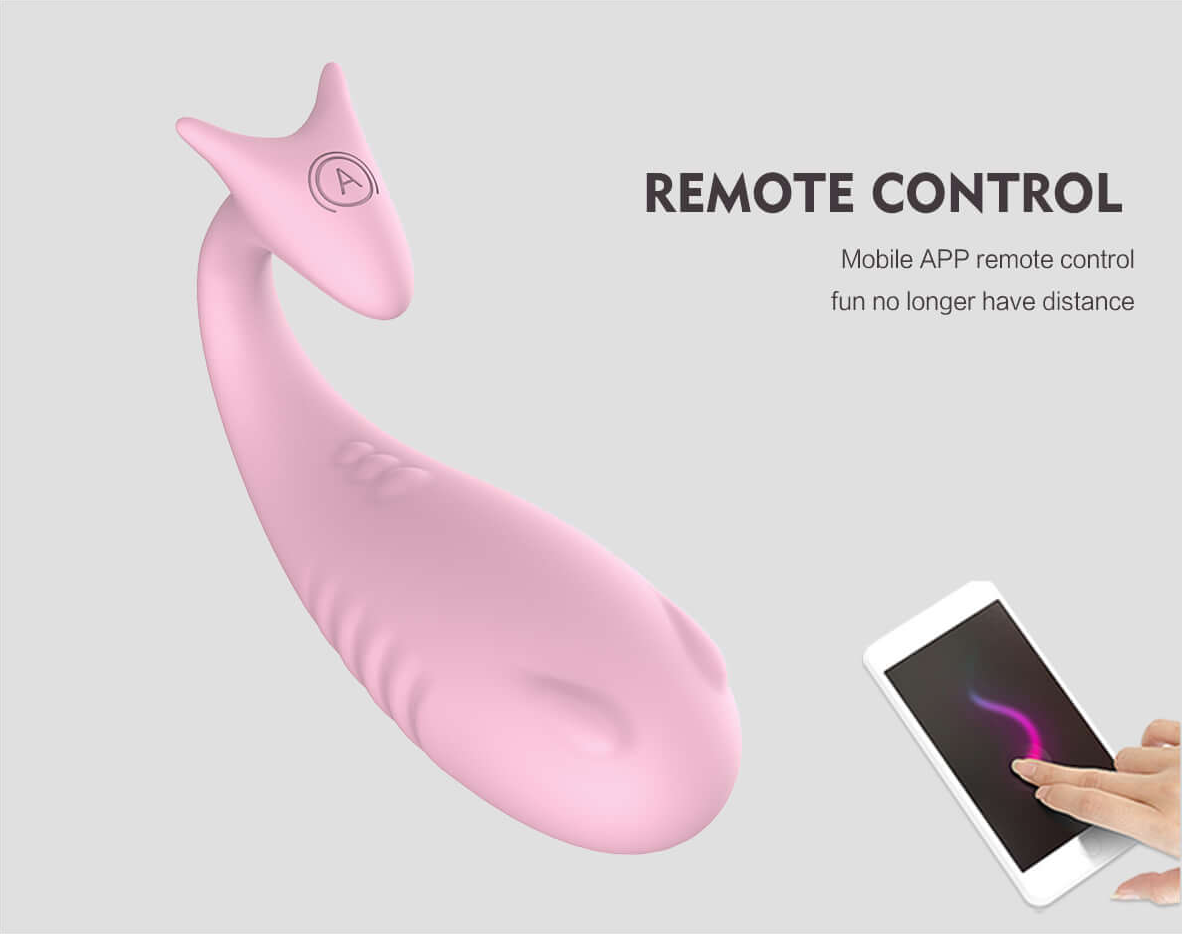 A
REMOTE CONTROL
Mobile APP remote control
fun no longer have distance